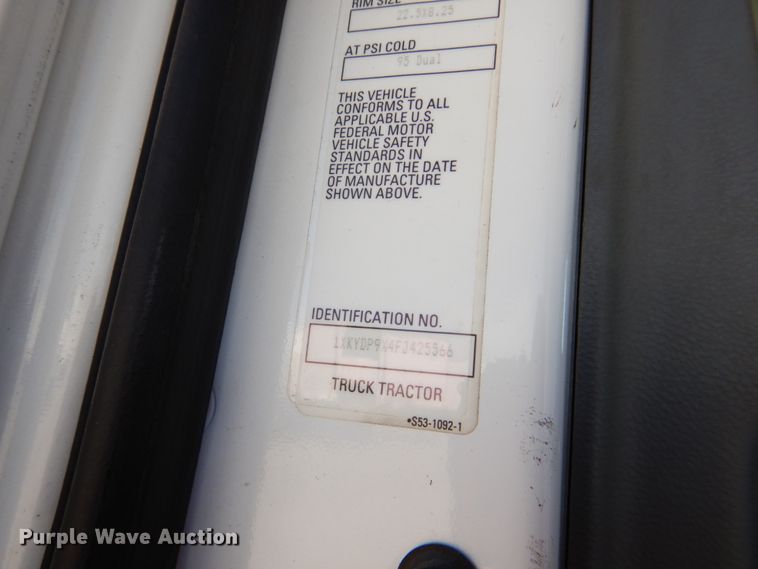 RIM SIZE
22.5X8.25
AT PSI COLD
95 Dual
THIS VEHICLE
CONFORMS TO ALL
APPLICABLE U.S.
FEDERAL MOTOR
VEHICLE SAFETY
STANDARDS IN
EFFECT ON THE DATE
OF MANUFACTURE
SHOWN ABOVE.
IDENTIFICATION NO.
1XKYDP9X4FJ425566
TRUCK TRACTOR
*S53-1092-1
Purple Wave Auction